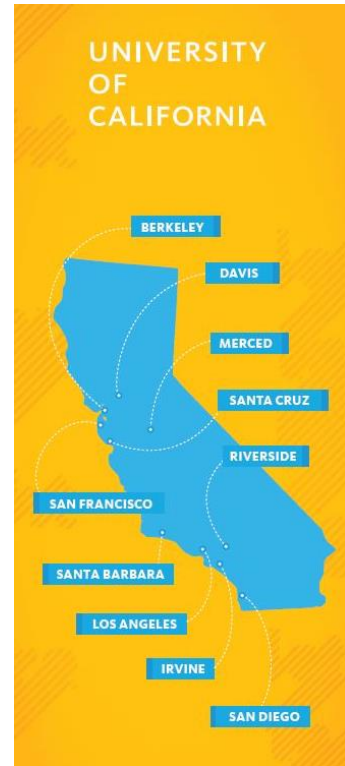 UNIVERSITY
OF
CALIFORNIA
BERKELEY
DAVIS
MERCED
SANTA CRUZ
RIVERSIDE
SAN FRANCISCO
SANTA BARBARA
LOS ANGELES
IRVINE
SAN DIEGO